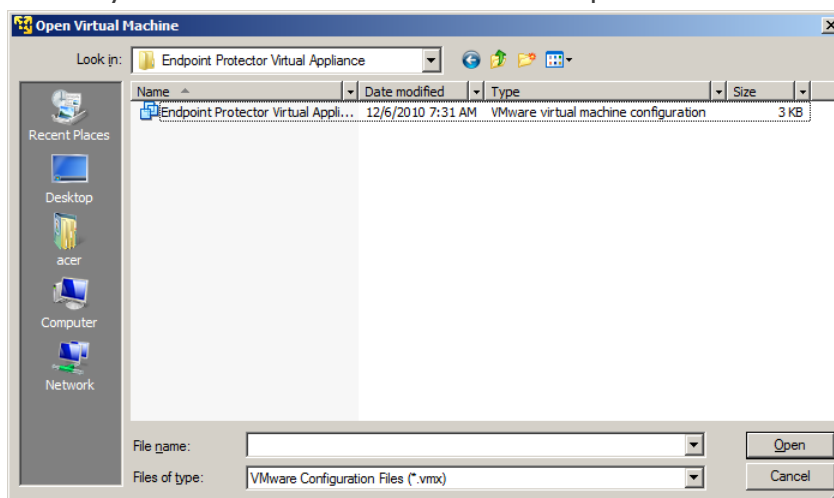 Open Virtual Machine
Look in: Endpoint Protector Virtual Appliance
Name Date modified Type Size
Endpoint Protector Virtual Appli... 12/6/2010 7:31 AM VMware virtual machine configuration 3 KB
Recent Places
Desktop
acer
Computer
Network
File name: Open
Files of type: VMware Configuration Files (*.vmx) Cancel